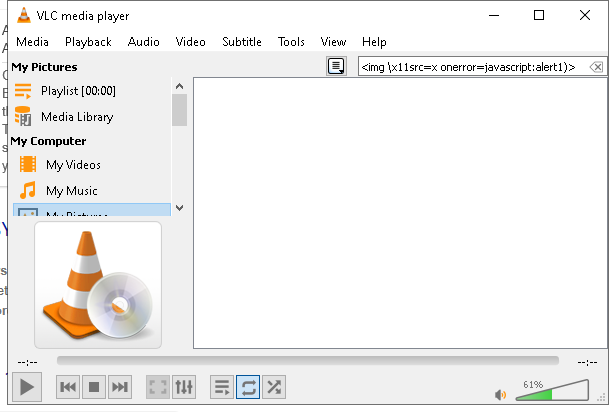 VLC media player
Media Playback Audio Video Subtitle Tools View Help
My Pictures
<img \x11src=x onerror=javascript:alert1)>
Playlist [00:00]
Media Library
My Computer
My Videos
My Music
My Pictures
--:-- --:--
61%